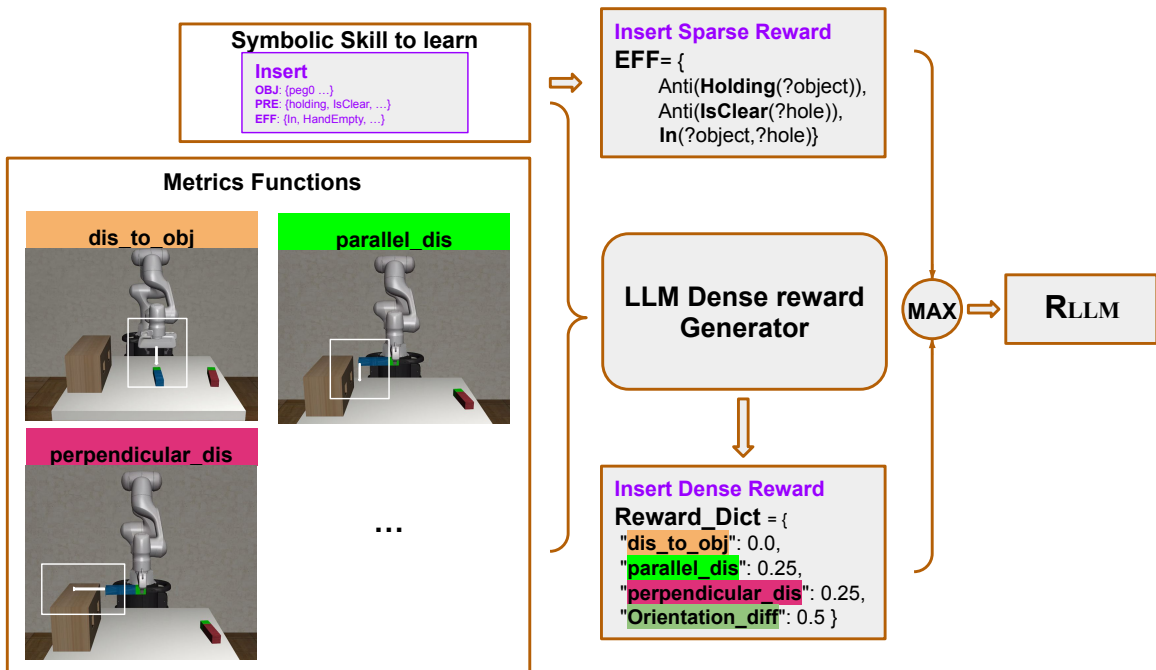 Symbolic Skill to learn
Insert
OBJ: {peg0 ...}
PRE: {holding, IsClear, ...}
EFF: {In, HandEmpty, ...}
Metrics Functions
dis_to_obj
parallel_dis
perpendicular_dis
...
Insert Sparse Reward
EFF= {
Anti(Holding(?object)),
Anti(IsClear(?hole)),
In(?object,?hole)}
LLM Dense reward
Generator
MAX
RLLM
Insert Dense Reward
Reward_Dict = {
"dis_to_obj": 0.0,
"parallel_dis": 0.25,
"perpendicular_dis": 0.25,
"Orientation_diff": 0.5 }